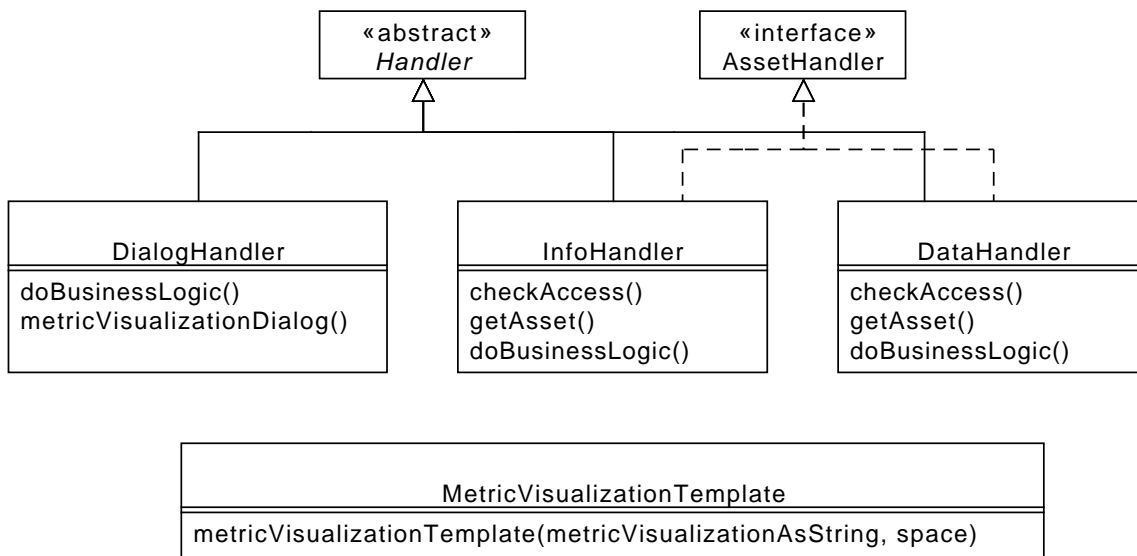 «abstract»
Handler
«interface»
AssetHandler
DialogHandler
doBusinessLogic()
metricVisualizationDialog()
InfoHandler
checkAccess()
getAsset()
doBusinessLogic()
DataHandler
checkAccess()
getAsset()
doBusinessLogic()
MetricVisualizationTemplate
metricVisualizationTemplate(metricVisualizationAsString, space)